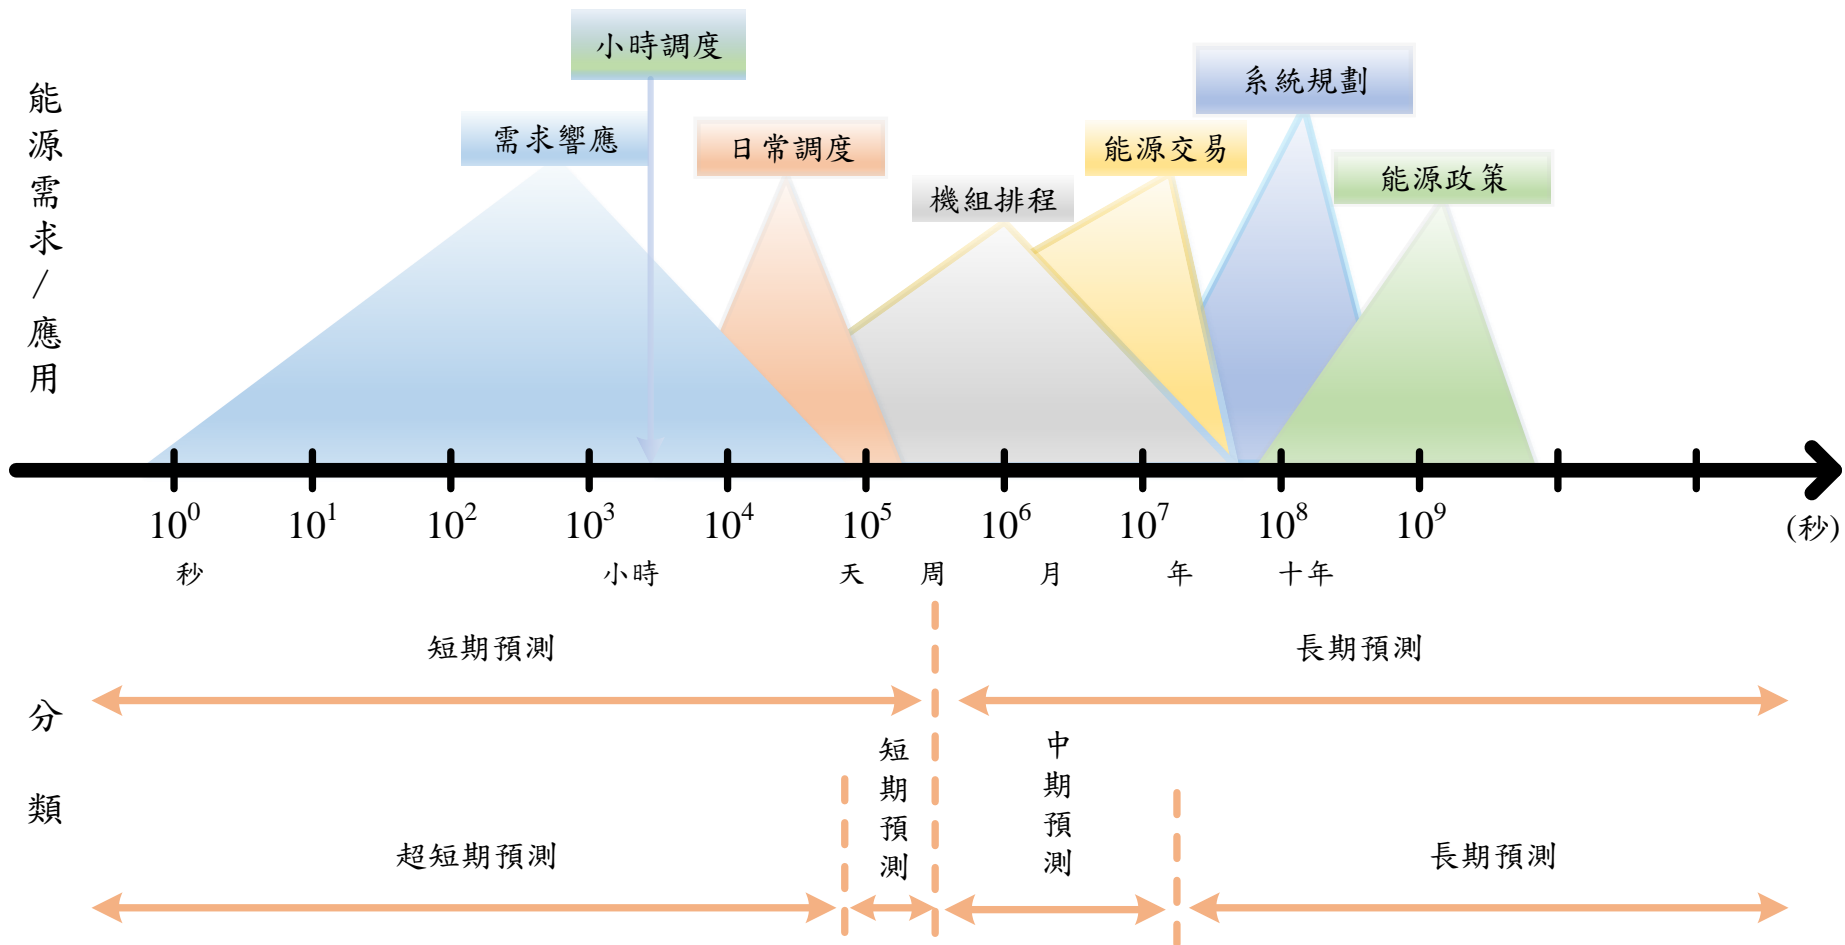 小時調度
系統規劃
需求響應
日常調度
能源交易
能源政策
機組排程
能源需求/應用
10⁰ 10¹ 10² 10³ 10⁴ 10⁵ 10⁶ 10⁷ 10⁸ 10⁹ (秒)
秒 小時 天 周 月 年 十年
短期預測 長期預測
分類
超短期預測
短期預測
中期預測
長期預測